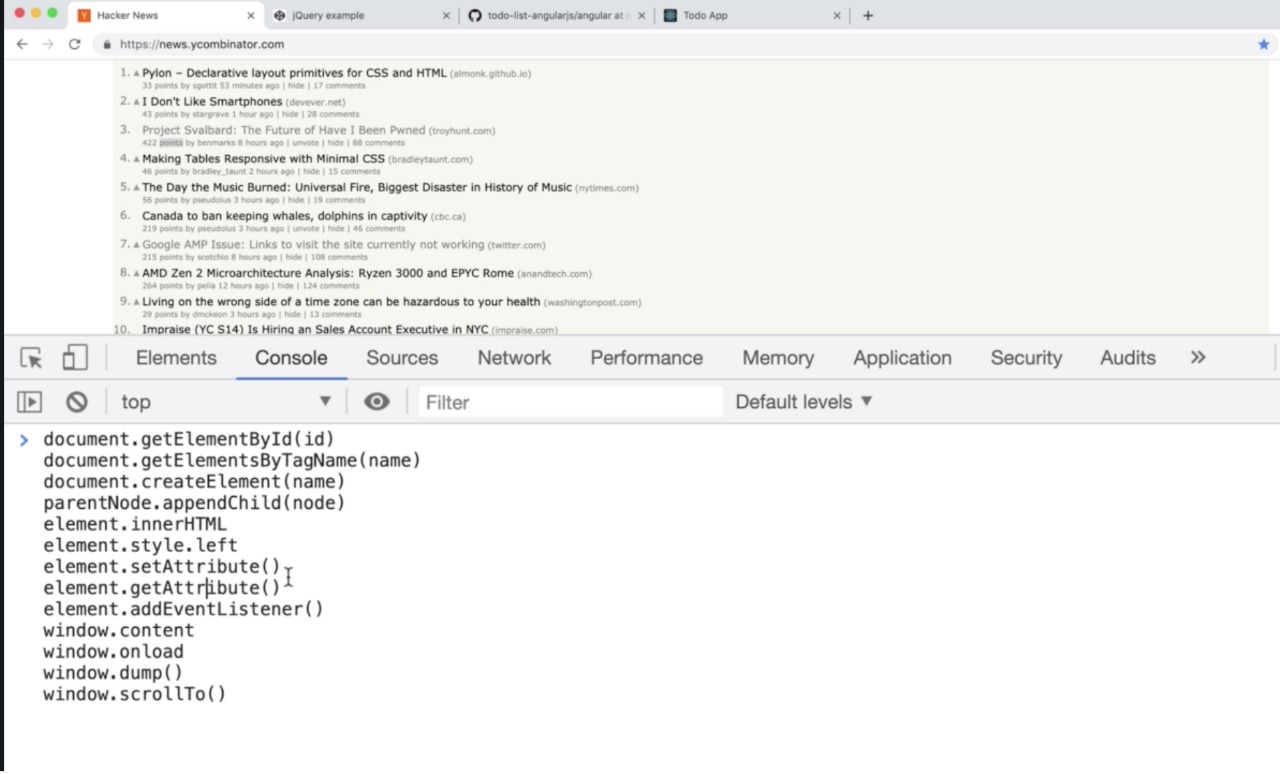 Hacker News
jQuery example
todo-list-angularjs/angular at
Todo App
https://news.ycombinator.com
1. Pylon – Declarative layout primitives for CSS and HTML (almonk.github.io)
33 points by sgottit 53 minutes ago | hide | 17 comments
2. I Don't Like Smartphones (devever.net)
43 points by stargrave 1 hour ago | hide | 28 comments
3. Project Svalbard: The Future of Have I Been Pwned (troyhunt.com)
422 points by benmarks 8 hours ago | unvote | hide | 88 comments
4. Making Tables Responsive with Minimal CSS (bradleytaunt.com)
46 points by bradley_taunt 2 hours ago | hide | 15 comments
5. The Day the Music Burned: Universal Fire, Biggest Disaster in History of Music (nytimes.com)
56 points by pseudolus 3 hours ago | hide | 19 comments
6. Canada to ban keeping whales, dolphins in captivity (cbc.ca)
219 points by pseudolus 3 hours ago | unvote | hide | 46 comments
7. Google AMP Issue: Links to visit the site currently not working (twitter.com)
215 points by scotchio 8 hours ago | hide | 108 comments
8. AMD Zen 2 Microarchitecture Analysis: Ryzen 3000 and EPYC Rome (anandtech.com)
264 points by pella 12 hours ago | hide | 124 comments
9. Living on the wrong side of a time zone can be hazardous to your health (washingtonpost.com)
29 points by dmckeon 3 hours ago | hide | 13 comments
10. Impraise (YC S14) Is Hiring an Sales Account Executive in NYC (impraise.com)
Elements Console Sources Network Performance Memory Application Security Audits »
top Filter Default levels
document.getElementById(id)
document.getElementsByTagName(name)
document.createElement(name)
parentNode.appendChild(node)
element.innerHTML
element.style.left
element.setAttribute()
element.getAttribute()
element.addEventListener()
window.content
window.onload
window.dump()
window.scrollTo()